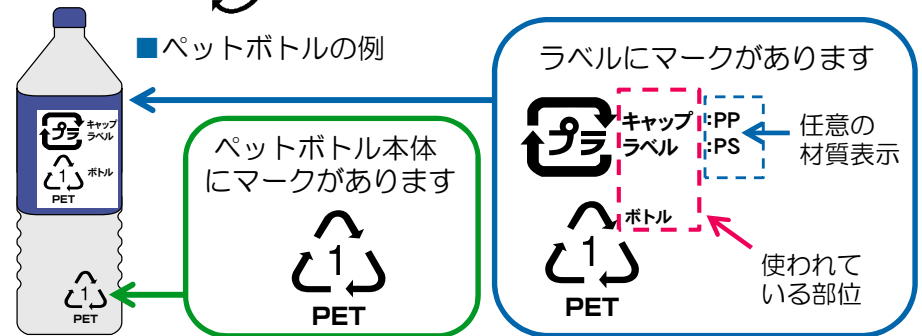 ■ペットボトルの例
プラ
キャップ
ラベル
1
ボトル
PET
1
PET
ペットボトル本体
にマークがあります
1
PET
ラベルにマークがあります
プラ
キャップ :PP
ラベル :PS
任意の
材質表示
ボトル
1
PET
使われて
いる部位